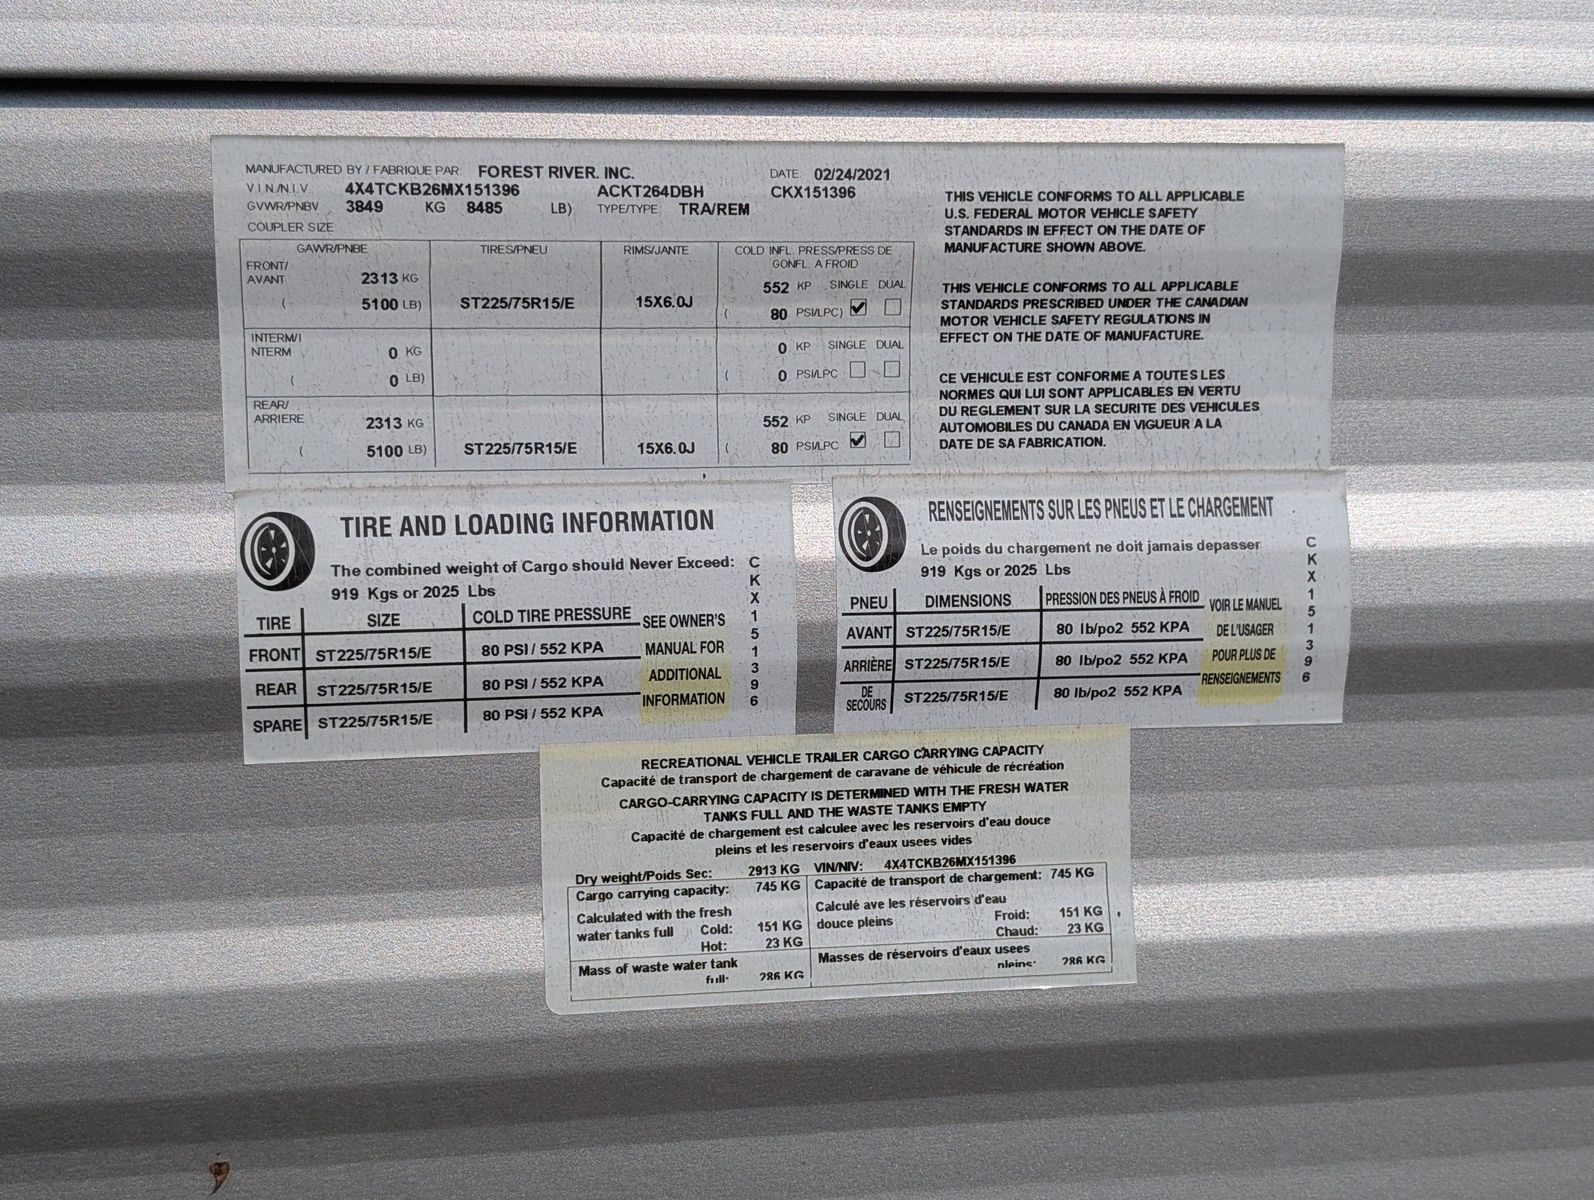 MANUFACTURED BY / FABRIQUE PAR FOREST RIVER. INC. DATE 02/24/2021
V.I.N./N.I.V. 4X4TCKB26MX151396 ACKT264DBH CKX151396
GVWR/PNBV 3849 KG 8485 LB) TYPE/TYPE TRA/REM
COUPLER SIZE
GAWR/PNBE TIRES/PNEU RIMS/JANTE COLD INFL. PRESS/PRESS DE
GONFL. A FROID
FRONT/
AVANT 2313 KG 552 KP SINGLE DUAL
( 5100 LB) ST225/75R15/E 15X6.0J ( 80 PSI/LPC)
INTERM/I
NTERM 0 KG 0 KP SINGLE DUAL
( 0 LB) ( 0 PSI/LPC
REAR/
ARRIERE 2313 KG 552 KP SINGLE DUAL
( 5100 LB) ST225/75R15/E 15X6.0J ( 80 PSI/LPC
THIS VEHICLE CONFORMS TO ALL APPLICABLE
U.S. FEDERAL MOTOR VEHICLE SAFETY
STANDARDS IN EFFECT ON THE DATE OF
MANUFACTURE SHOWN ABOVE.
THIS VEHICLE CONFORMS TO ALL APPLICABLE
STANDARDS PRESCRIBED UNDER THE CANADIAN
MOTOR VEHICLE SAFETY REGULATIONS IN
EFFECT ON THE DATE OF MANUFACTURE.
CE VEHICULE EST CONFORME A TOUTES LES
NORMES QUI LUI SONT APPLICABLES EN VERTU
DU REGLEMENT SUR LA SECURITE DES VEHICULES
AUTOMOBILES DU CANADA EN VIGUEUR A LA
DATE DE SA FABRICATION.
TIRE AND LOADING INFORMATION
The combined weight of Cargo should Never Exceed:
919 Kgs or 2025 Lbs
TIRE SIZE COLD TIRE PRESSURE
FRONT ST225/75R15/E 80 PSI / 552 KPA
REAR ST225/75R15/E 80 PSI / 552 KPA
SPARE ST225/75R15/E 80 PSI / 552 KPA
SEE OWNER'S
MANUAL FOR
ADDITIONAL
INFORMATION
CKX151396
RENSEIGNEMENTS SUR LES PNEUS ET LE CHARGEMENT
Le poids du chargement ne doit jamais depasser
919 Kgs or 2025 Lbs
PNEU DIMENSIONS PRESSION DES PNEUS À FROID
AVANT ST225/75R15/E 80 lb/po2 552 KPA
ARRIÈRE ST225/75R15/E 80 lb/po2 552 KPA
DE
SECOURS ST225/75R15/E 80 lb/po2 552 KPA
VOIR LE MANUEL
DE L'USAGER
POUR PLUS DE
RENSEIGNEMENTS
CKX151396
RECREATIONAL VEHICLE TRAILER CARGO CARRYING CAPACITY
Capacité de transport de chargement de caravane de véhicule de récréation
CARGO-CARRYING CAPACITY IS DETERMINED WITH THE FRESH WATER
TANKS FULL AND THE WASTE TANKS EMPTY
Capacité de chargement est calculee avec les reservoirs d'eau douce
pleins et les reservoirs d'eaux usees vides
Dry weight/Poids Sec: 2913 KG VIN/NIV: 4X4TCKB26MX151396
Cargo carrying capacity: 745 KG
Calculated with the fresh
water tanks full Cold: 151 KG
Hot: 23 KG
Mass of waste water tank
full: 286 KG
Capacité de transport de chargement: 745 KG
Calculé ave les réservoirs d'eau
douce pleins Froid: 151 KG
Chaud: 23 KG
Masses de réservoirs d'eaux usees
pleins: 286 KG